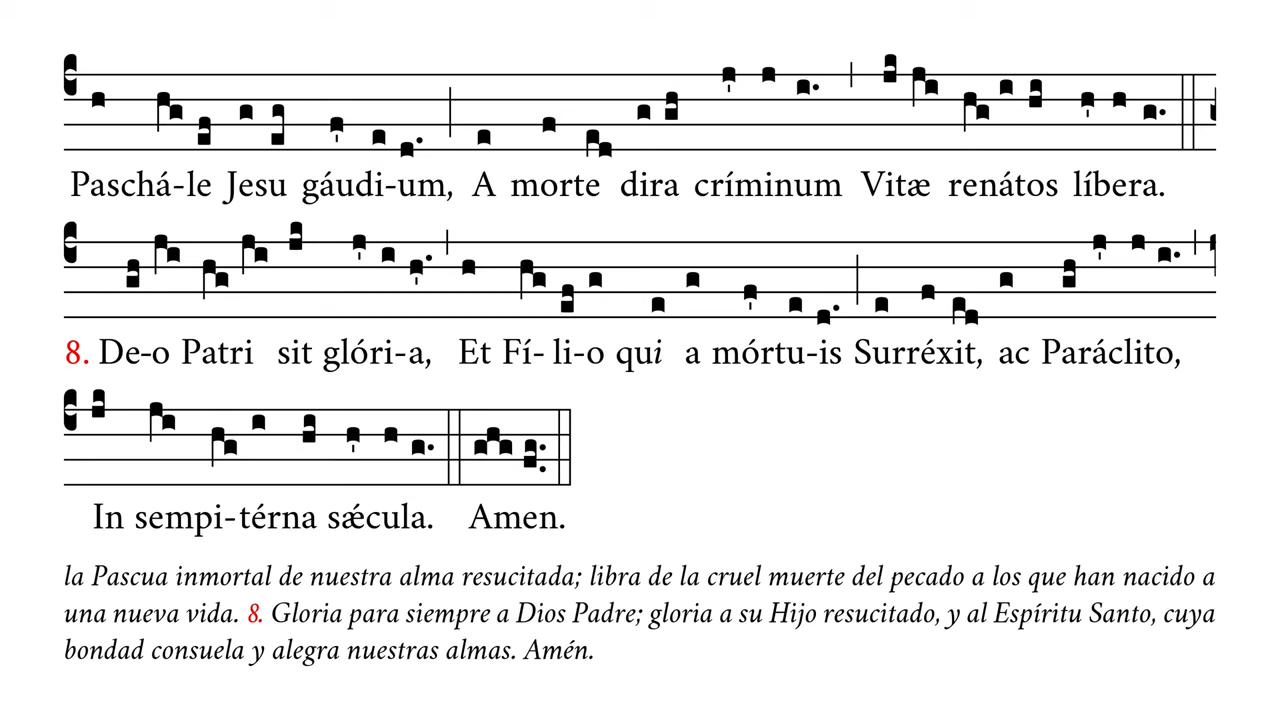 Paschá-le Jesu gáudi-um, A morte dira críminum Vitæ renátos líbera.
8. De-o Patri sit glóri-a, Et Fí-li-o qui a mórtu-is Surréxit, ac Paráclito,
In sempi-térna sǽcula. Amen.
la Pascua inmortal de nuestra alma resucitada; libra de la cruel muerte del pecado a los que han nacido a
una nueva vida. 8. Gloria para siempre a Dios Padre; gloria a su Hijo resucitado, y al Espíritu Santo, cuya
bondad consuela y alegra nuestras almas. Amén.